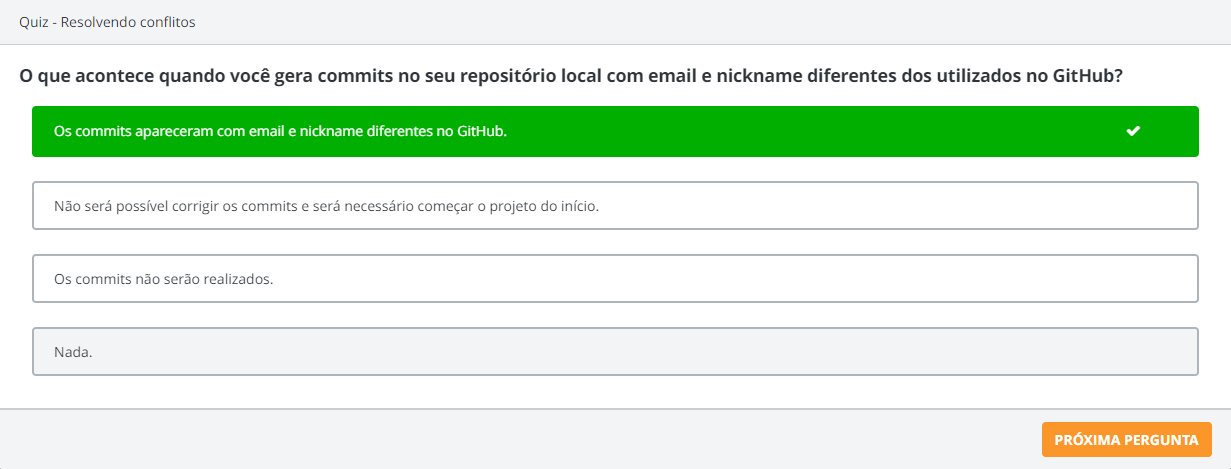 Quiz - Resolvendo conflitos
O que acontece quando você gera commits no seu repositório local com email e nickname diferentes dos utilizados no GitHub?
Os commits apareceram com email e nickname diferentes no GitHub.
Não será possível corrigir os commits e será necessário começar o projeto do início.
Os commits não serão realizados.
Nada.
PRÓXIMA PERGUNTA